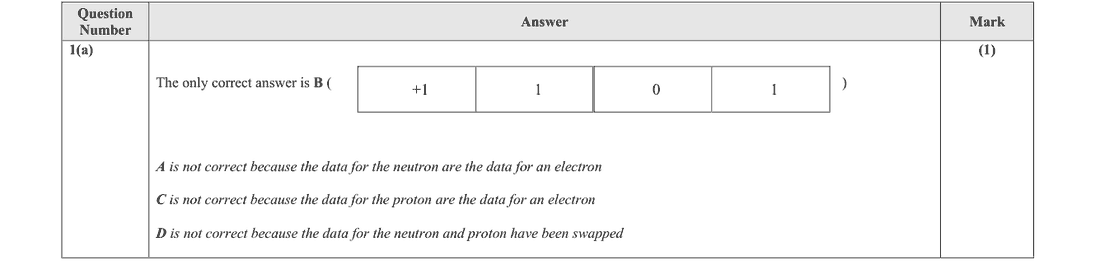 Question Number Answer Mark
1(a) (1)
The only correct answer is B ( +1 1 0 1 )
A is not correct because the data for the neutron are the data for an electron
C is not correct because the data for the proton are the data for an electron
D is not correct because the data for the neutron and proton have been swapped